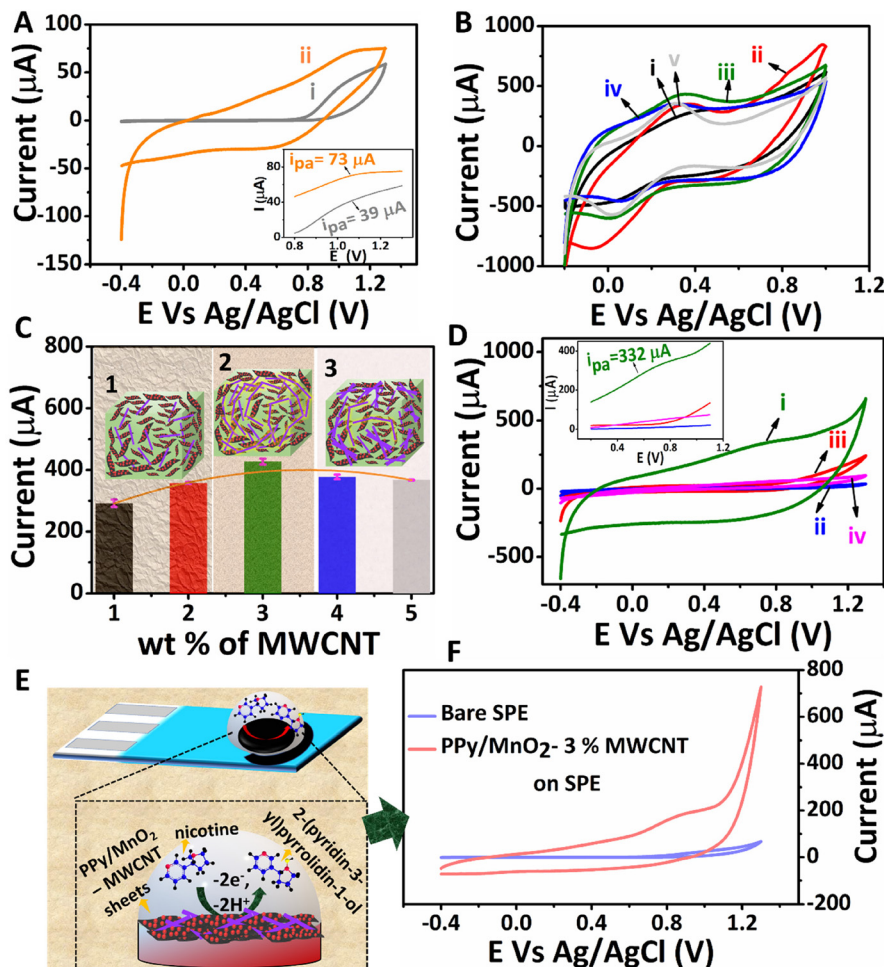 A
Current (µA)
100
50
0
-50
-100
-150
ii
i
iₚₐ= 73 µA
iₚₐ= 39 µA
I (µA)
80
40
0
0.8 1.0 1.2
E (V)
-0.4 0.0 0.4 0.8 1.2
E Vs Ag/AgCl (V)
B
Current (µA)
1000
500
0
-500
-1000
iv
i
v
iii
ii
0.0 0.4 0.8 1.2
E Vs Ag/AgCl (V)
C
Current (µA)
800
600
400
200
0
1
2
3
1 2 3 4 5
wt % of MWCNT
D
Current (µA)
1000
500
0
-500
iₚₐ=332 µA
I (µA)
400
200
0
0.4 0.8 1.2
E (V)
i
iii
ii
iv
-0.4 0.0 0.4 0.8 1.2
E Vs Ag/AgCl (V)
E
PPy/MnO₂
– MWCNT
sheets
nicotine
-2e⁻,
-2H⁺
2-(pyridin-3-
yl)pyrrolidin-1-ol
F
Bare SPE
PPy/MnO₂- 3 % MWCNT
on SPE
Current (µA)
800
600
400
200
0
-200
-0.4 0.0 0.4 0.8 1.2
E Vs Ag/AgCl (V)